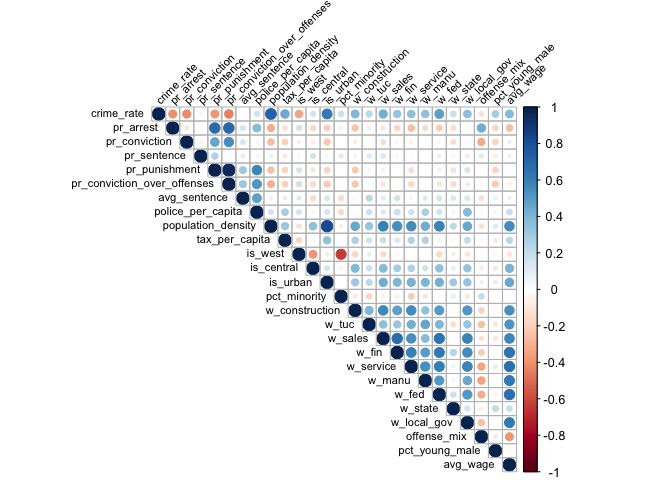 crime_rate
pr_arrest
pr_conviction
pr_sentence
pr_punishment
pr_conviction_over_offenses
avg_sentence
police_per_capita
population_density
tax_per_capita
is_west
is_central
is_urban
pct_minority
w_construction
w_tuc
w_sales
w_fin
w_service
w_manu
w_fed
w_state
w_local_gov
offense_mix
pct_young_male
avg_wage
crime_rate
pr_arrest
pr_conviction
pr_sentence
pr_punishment
pr_conviction_over_offenses
avg_sentence
police_per_capita
population_density
tax_per_capita
is_west
is_central
is_urban
pct_minority
w_construction
w_tuc
w_sales
w_fin
w_service
w_manu
w_fed
w_state
w_local_gov
offense_mix
pct_young_male
avg_wage
1
0.8
0.6
0.4
0.2
0
-0.2
-0.4
-0.6
-0.8
-1